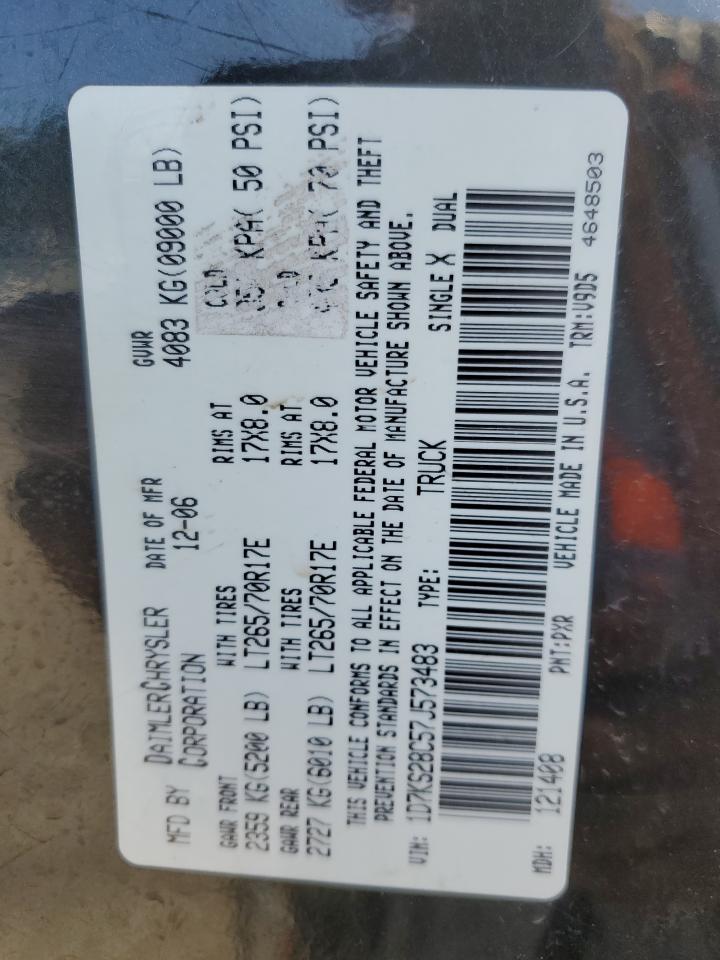 MFD BY DAIMLERCHRYSLER CORPORATION
DATE OF MFR 12-06
GVWR 4083 KG(09000 LB)
GAWR FRONT WITH TIRES RIMS AT COLD
2359 KG(5200 LB) LT265/70R17E 17X8.0 KPA( 50 PSI)
GAWR REAR WITH TIRES RIMS AT
2727 KG(6010 LB) LT265/70R17E 17X8.0 KPA( 70 PSI)
THIS VEHICLE CONFORMS TO ALL APPLICABLE FEDERAL MOTOR VEHICLE SAFETY AND THEFT
PREVENTION STANDARDS IN EFFECT ON THE DATE OF MANUFACTURE SHOWN ABOVE.
VIN: 1D7KS28C57J573483 TYPE: TRUCK SINGLE X DUAL
MDH: 121408 PNT:PXR VEHICLE MADE IN U.S.A. TRM:V9D5 4648503